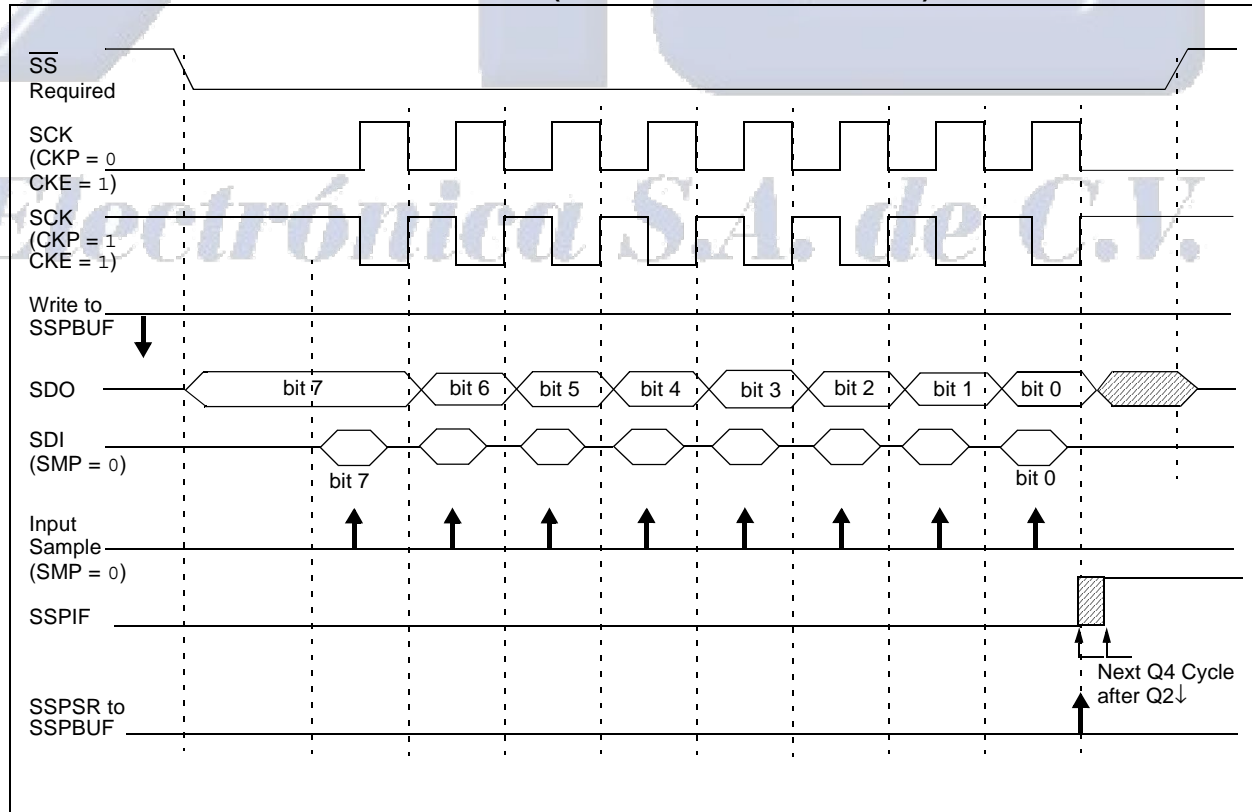 SS
Required
SCK
(CKP = 0
CKE = 1)
Electrónica S.A. de C.V.
SCK
(CKP = 1
CKE = 1)
Write to
SSPBUF
SDO
bit 7
bit 6
bit 5
bit 4
bit 3
bit 2
bit 1
bit 0
SDI
(SMP = 0)
bit 7
bit 0
Input
Sample
(SMP = 0)
SSPIF
Next Q4 Cycle
after Q2↓
SSPSR to
SSPBUF